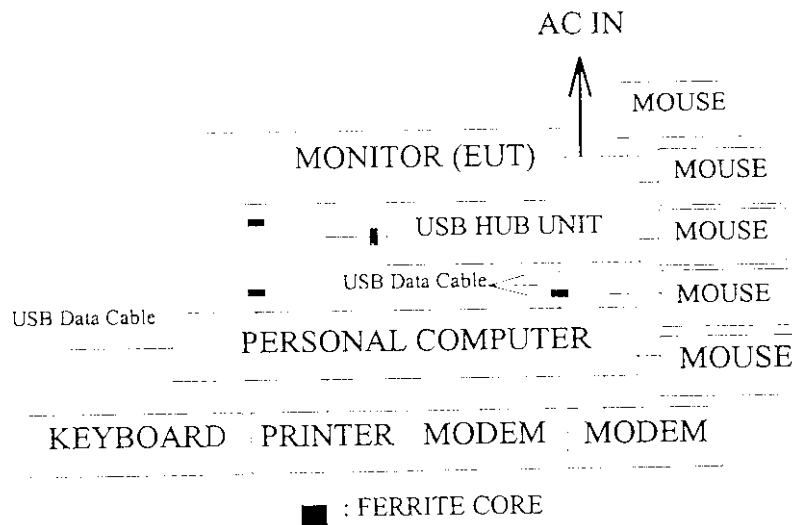 AC IN
MOUSE
MONITOR (EUT)
MOUSE
USB HUB UNIT
MOUSE
USB Data Cable
MOUSE
USB Data Cable
PERSONAL COMPUTER
MOUSE
KEYBOARD PRINTER MODEM MODEM
: FERRITE CORE